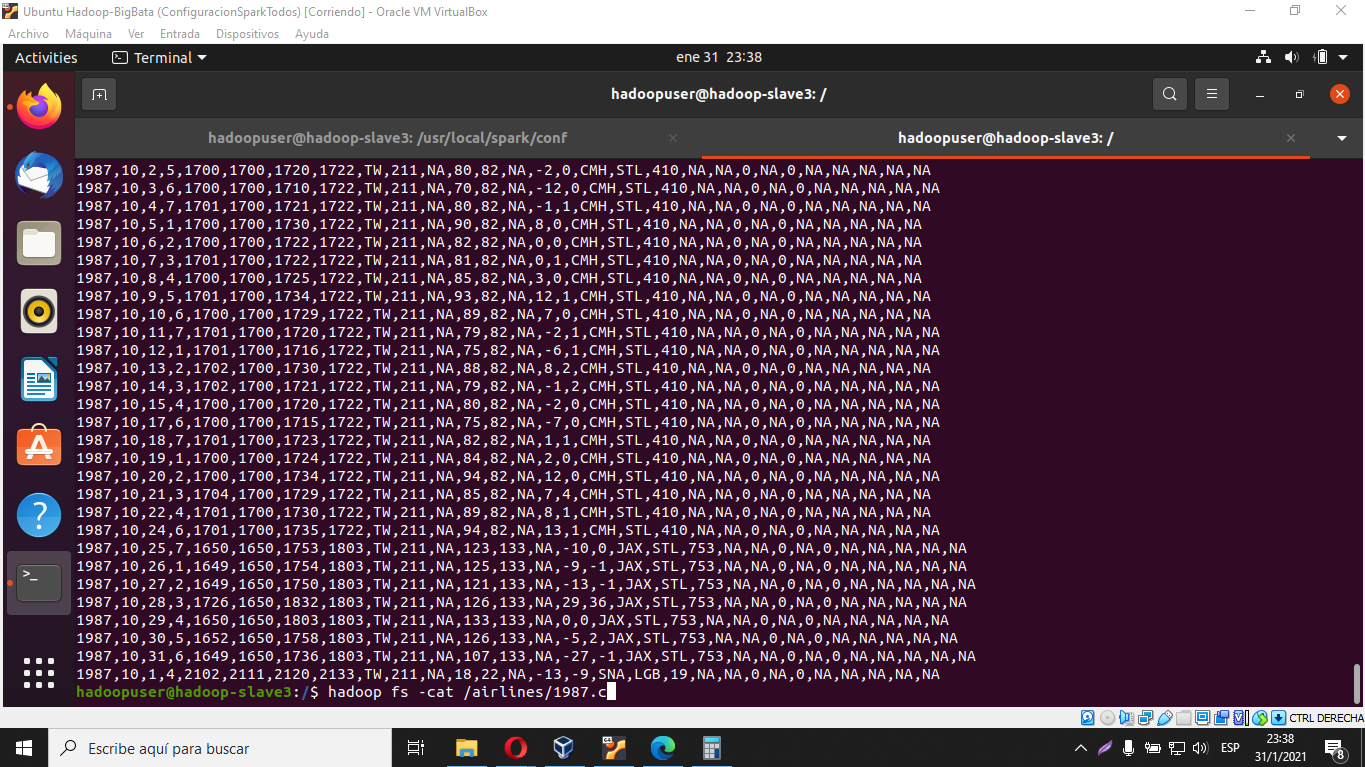 Ubuntu Hadoop-BigBata (ConfiguracionSparkTodos) [Corriendo] - Oracle VM VirtualBox
Archivo Máquina Ver Entrada Dispositivos Ayuda
Activities Terminal ene 31 23:38
hadoopuser@hadoop-slave3: /
hadoopuser@hadoop-slave3: /usr/local/spark/conf hadoopuser@hadoop-slave3: /
1987,10,2,5,1700,1700,1720,1722,TW,211,NA,80,82,NA,-2,0,CMH,STL,410,NA,NA,0,NA,0,NA,NA,NA,NA,NA
1987,10,3,6,1700,1700,1710,1722,TW,211,NA,70,82,NA,-12,0,CMH,STL,410,NA,NA,0,NA,0,NA,NA,NA,NA,NA
1987,10,4,7,1701,1700,1721,1722,TW,211,NA,80,82,NA,-1,1,CMH,STL,410,NA,NA,0,NA,0,NA,NA,NA,NA,NA
1987,10,5,1,1700,1700,1730,1722,TW,211,NA,90,82,NA,8,0,CMH,STL,410,NA,NA,0,NA,0,NA,NA,NA,NA,NA
1987,10,6,2,1700,1700,1722,1722,TW,211,NA,82,82,NA,0,0,CMH,STL,410,NA,NA,0,NA,0,NA,NA,NA,NA,NA
1987,10,7,3,1701,1700,1722,1722,TW,211,NA,81,82,NA,0,1,CMH,STL,410,NA,NA,0,NA,0,NA,NA,NA,NA,NA
1987,10,8,4,1700,1700,1725,1722,TW,211,NA,85,82,NA,3,0,CMH,STL,410,NA,NA,0,NA,0,NA,NA,NA,NA,NA
1987,10,9,5,1701,1700,1734,1722,TW,211,NA,93,82,NA,12,1,CMH,STL,410,NA,NA,0,NA,0,NA,NA,NA,NA,NA
1987,10,10,6,1700,1700,1729,1722,TW,211,NA,89,82,NA,7,0,CMH,STL,410,NA,NA,0,NA,0,NA,NA,NA,NA,NA
1987,10,11,7,1701,1700,1720,1722,TW,211,NA,79,82,NA,-2,1,CMH,STL,410,NA,NA,0,NA,0,NA,NA,NA,NA,NA
1987,10,12,1,1701,1700,1716,1722,TW,211,NA,75,82,NA,-6,1,CMH,STL,410,NA,NA,0,NA,0,NA,NA,NA,NA,NA
1987,10,13,2,1702,1700,1730,1722,TW,211,NA,88,82,NA,8,2,CMH,STL,410,NA,NA,0,NA,0,NA,NA,NA,NA,NA
1987,10,14,3,1702,1700,1721,1722,TW,211,NA,79,82,NA,-1,2,CMH,STL,410,NA,NA,0,NA,0,NA,NA,NA,NA,NA
1987,10,15,4,1700,1700,1720,1722,TW,211,NA,80,82,NA,-2,0,CMH,STL,410,NA,NA,0,NA,0,NA,NA,NA,NA,NA
1987,10,17,6,1700,1700,1715,1722,TW,211,NA,75,82,NA,-7,0,CMH,STL,410,NA,NA,0,NA,0,NA,NA,NA,NA,NA
1987,10,18,7,1701,1700,1723,1722,TW,211,NA,82,82,NA,1,1,CMH,STL,410,NA,NA,0,NA,0,NA,NA,NA,NA,NA
1987,10,19,1,1700,1700,1724,1722,TW,211,NA,84,82,NA,2,0,CMH,STL,410,NA,NA,0,NA,0,NA,NA,NA,NA,NA
1987,10,20,2,1700,1700,1734,1722,TW,211,NA,94,82,NA,12,0,CMH,STL,410,NA,NA,0,NA,0,NA,NA,NA,NA,NA
1987,10,21,3,1704,1700,1729,1722,TW,211,NA,85,82,NA,7,4,CMH,STL,410,NA,NA,0,NA,0,NA,NA,NA,NA,NA
1987,10,22,4,1701,1700,1730,1722,TW,211,NA,89,82,NA,8,1,CMH,STL,410,NA,NA,0,NA,0,NA,NA,NA,NA,NA
1987,10,24,6,1701,1700,1735,1722,TW,211,NA,94,82,NA,13,1,CMH,STL,410,NA,NA,0,NA,0,NA,NA,NA,NA,NA
1987,10,25,7,1650,1650,1753,1803,TW,211,NA,123,133,NA,-10,0,JAX,STL,753,NA,NA,0,NA,0,NA,NA,NA,NA,NA
1987,10,26,1,1649,1650,1754,1803,TW,211,NA,125,133,NA,-9,-1,JAX,STL,753,NA,NA,0,NA,0,NA,NA,NA,NA,NA
1987,10,27,2,1649,1650,1750,1803,TW,211,NA,121,133,NA,-13,-1,JAX,STL,753,NA,NA,0,NA,0,NA,NA,NA,NA,NA
1987,10,28,3,1726,1650,1832,1803,TW,211,NA,126,133,NA,29,36,JAX,STL,753,NA,NA,0,NA,0,NA,NA,NA,NA,NA
1987,10,29,4,1650,1650,1803,1803,TW,211,NA,133,133,NA,0,0,JAX,STL,753,NA,NA,0,NA,0,NA,NA,NA,NA,NA
1987,10,30,5,1652,1650,1758,1803,TW,211,NA,126,133,NA,-5,2,JAX,STL,753,NA,NA,0,NA,0,NA,NA,NA,NA,NA
1987,10,31,6,1649,1650,1736,1803,TW,211,NA,107,133,NA,-27,-1,JAX,STL,753,NA,NA,0,NA,0,NA,NA,NA,NA,NA
1987,10,1,4,2102,2111,2120,2133,TW,211,NA,18,22,NA,-13,-9,SNA,LGB,19,NA,NA,0,NA,0,NA,NA,NA,NA,NA
hadoopuser@hadoop-slave3:/$ hadoop fs -cat /airlines/1987.c
CTRL DERECHA
Escribe aquí para buscar
ESP
23:38
31/1/2021
8